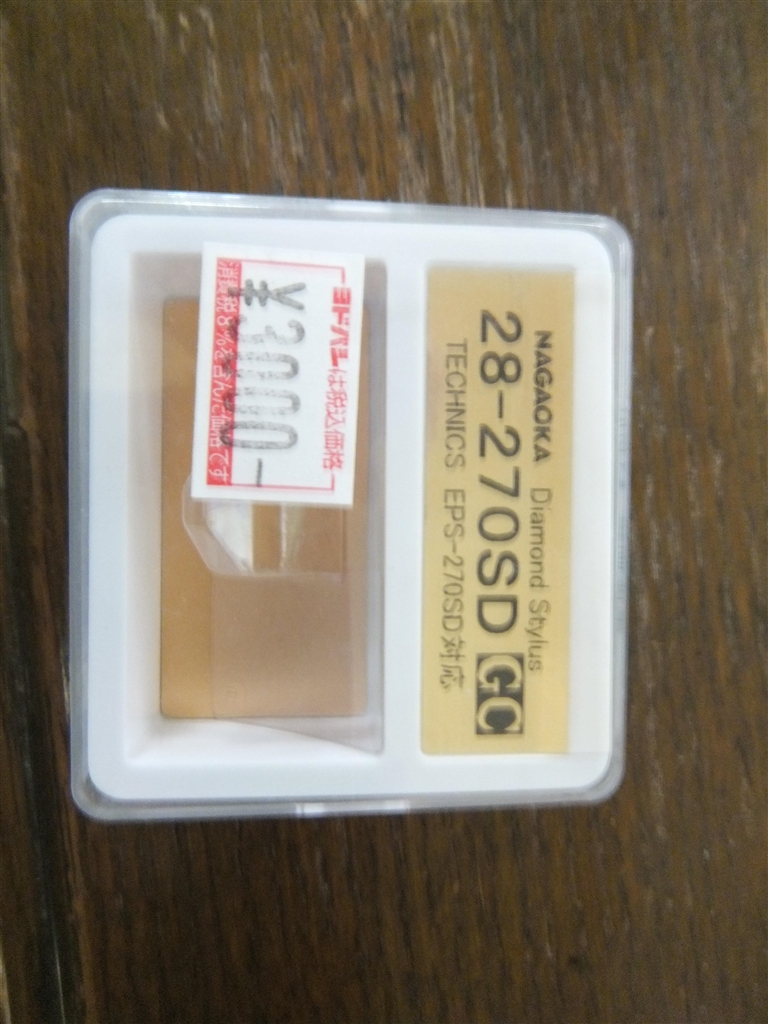 NAGAOKA Diamond Stylus
28-270SD GC
TECHNICS EPS-270SD対応
ヨドバシは税込価格
¥3000-
消費税8%を含んだ価格です